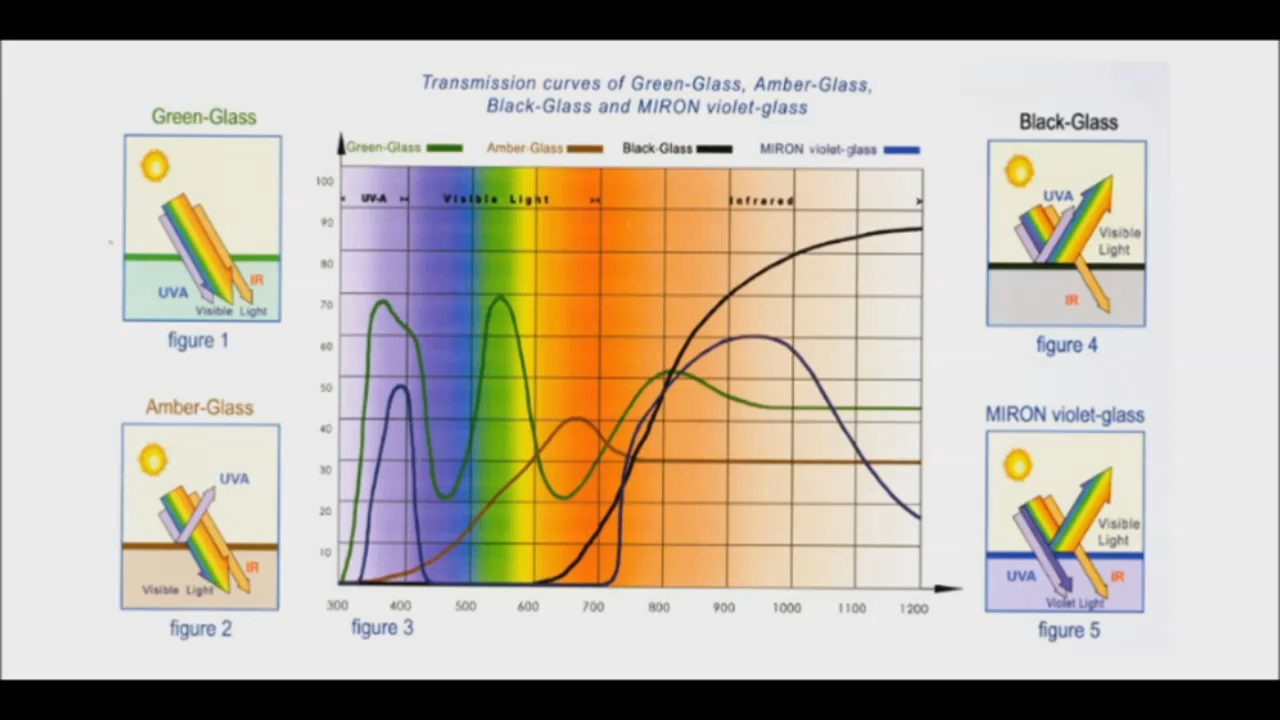 Transmission curves of Green-Glass, Amber-Glass,
Black-Glass and MIRON violet-glass
Green-Glass
UVA
IR
Visible Light
figure 1
Amber-Glass
UVA
IR
Visible Light
figure 2
Green-Glass Amber-Glass Black-Glass MIRON violet-glass
UV-A Visible Light Infrared
100
90
80
70
60
50
40
30
20
10
300 400 500 600 700 800 900 1000 1100 1200
figure 3
Black-Glass
UVA
Visible
Light
IR
figure 4
MIRON violet-glass
Visible
Light
UVA
IR
Violet Light
figure 5